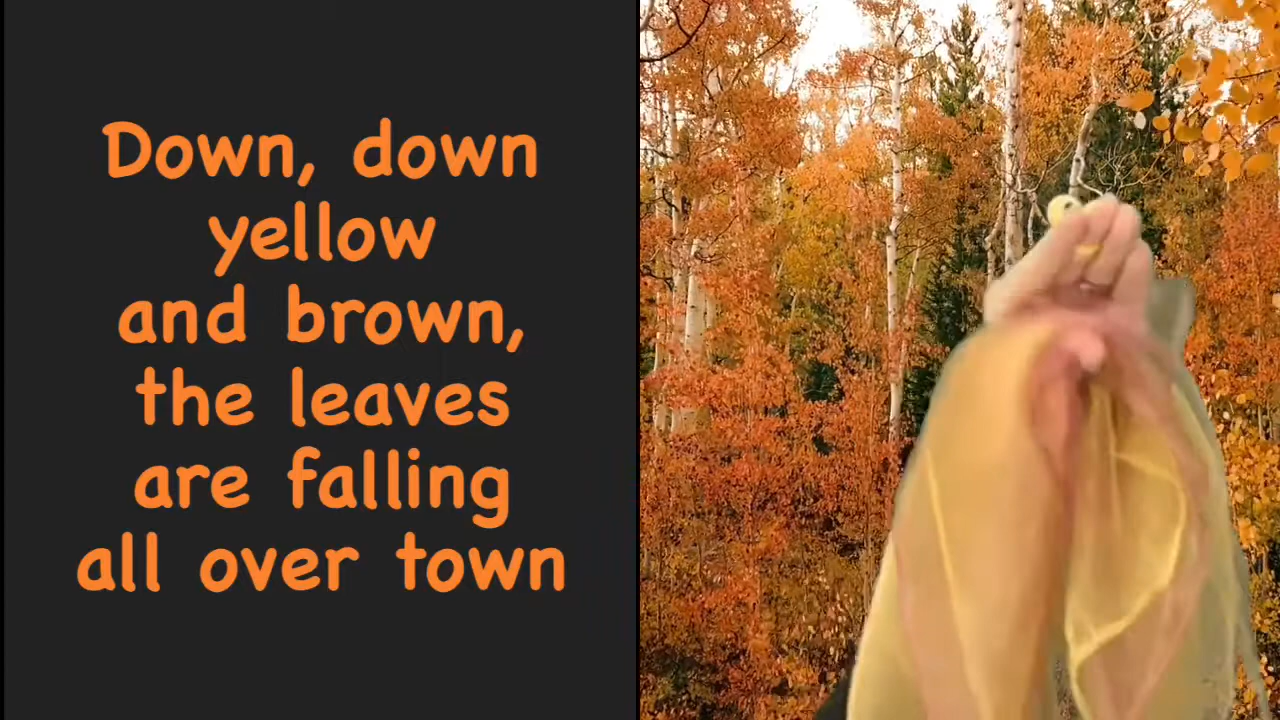 Down, down
yellow
and brown,
the leaves
are falling
all over town